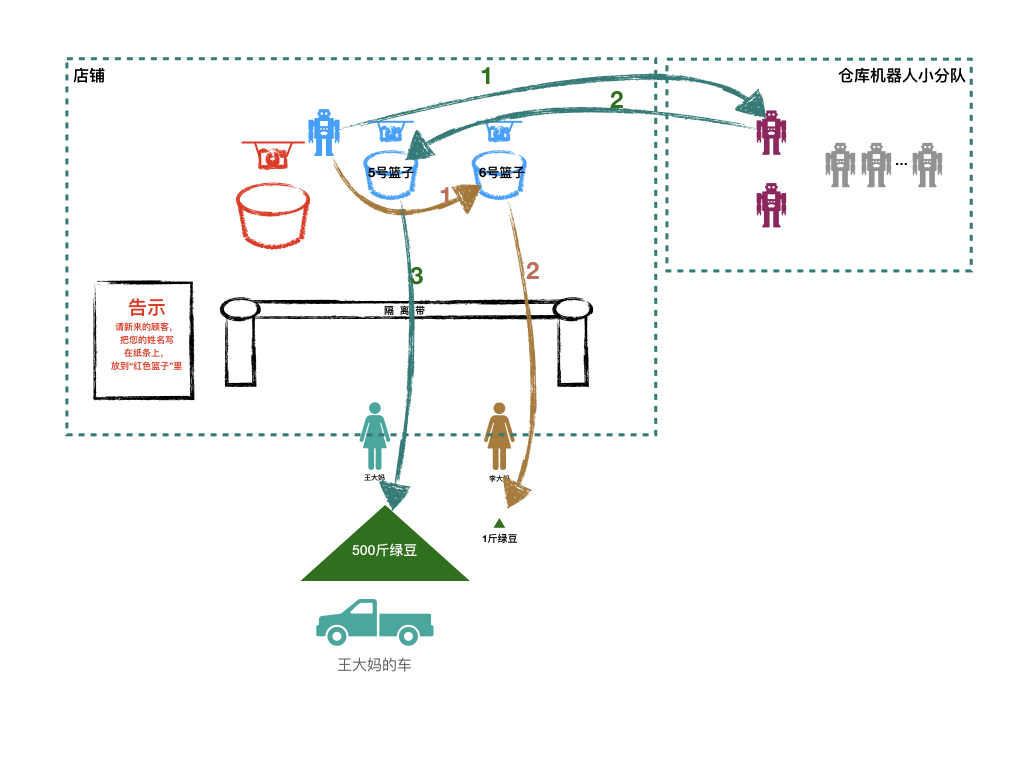 店铺
仓库机器人小分队
1
2
5号篮子
6号篮子
1
...
3
2
告示
请新来的顾客，
把您的姓名写
在纸条上，
放到“红色篮子”里
隔 离 带
王大妈
李大妈
500斤绿豆
1斤绿豆
王大妈的车